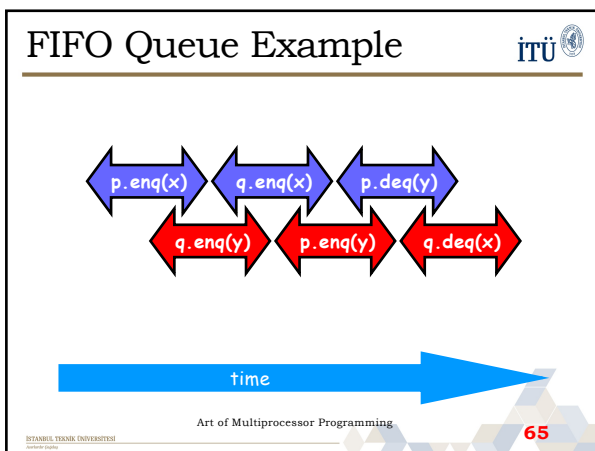 FIFO Queue Example
İTÜ
p.enq(x) q.enq(x) p.deq(y)
q.enq(y) p.enq(y) q.deq(x)
time
Art of Multiprocessor Programming
İSTANBUL TEKNİK ÜNİVERSİTESİ
65